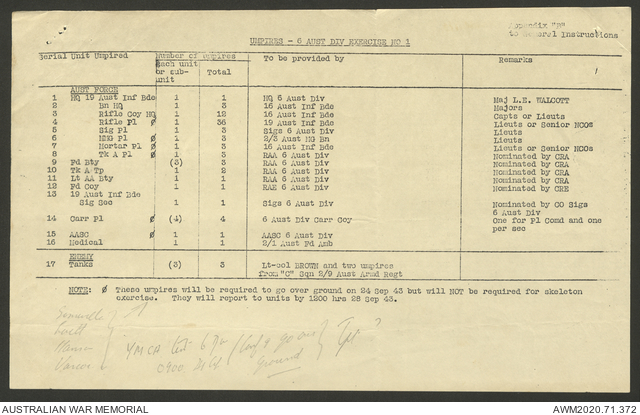 Appendix "B"
to General Instructions
UMPIRES - 6 AUST DIV EXERCISE NO 1
Serial Unit Umpired Number of umpires To be provided by Remarks
Each unit or sub-unit Total
AUST FORCE
1 HQ 19 Aust Inf Bde 1 1 HQ 6 Aust Div Maj L.E. WALCOTT
2 Bn HQ 1 3 16 Aust Inf Bde Majors
3 Rifle Coy HQ 1 12 16 Aust Inf Bde Capts or Lieuts
4 Rifle Pl ø 1 36 19 Aust Inf Bde Lieuts or Senior NCOs
5 Sig Pl 1 3 Sigs 6 Aust Div Lieuts
6 MMG Pl ø 1 1 2/3 Aust MG Bn Lieuts
7 Mortar Pl ø 1 3 16 Aust Inf Bde Lieuts or Senior NCOs
8 Tk A Pl ø 1 3 RAA 6 Aust Div Nominated by CRA
9 Fd Bty (3) 3 RAA 6 Aust Div Nominated by CRA
10 Tk A Tp 1 2 RAA 6 Aust Div Nominated by CRA
11 Lt AA Bty 1 1 RAA 6 Aust Div Nominated by CRA
12 Fd Coy 1 1 RAE 6 Aust Div Nominated by CRE
13 19 Aust Inf Bde
Sig Sec 1 1 Sigs 6 Aust Div Nominated by CO Sigs
6 Aust Div
14 Carr Pl ø (4) 4 6 Aust Div Carr Coy One for Pl Comd and one
per sec
15 AASC ø 1 1 AASC 6 Aust Div
16 Medical 1 1 2/1 Aust Fd Amb
ENEMY
17 Tanks (3) 3 Lt-col BROWN and two umpires
from "C" Sqn 2/9 Aust Armd Regt
NOTE: ø These umpires will be required to go over ground on 24 Sep 43 but will NOT be required for skeleton
exercise. They will report to units by 1200 hrs 28 Sep 43.
YMCA
0900
go over
Ground
?
AUSTRALIAN WAR MEMORIAL
AWM2020.71.372